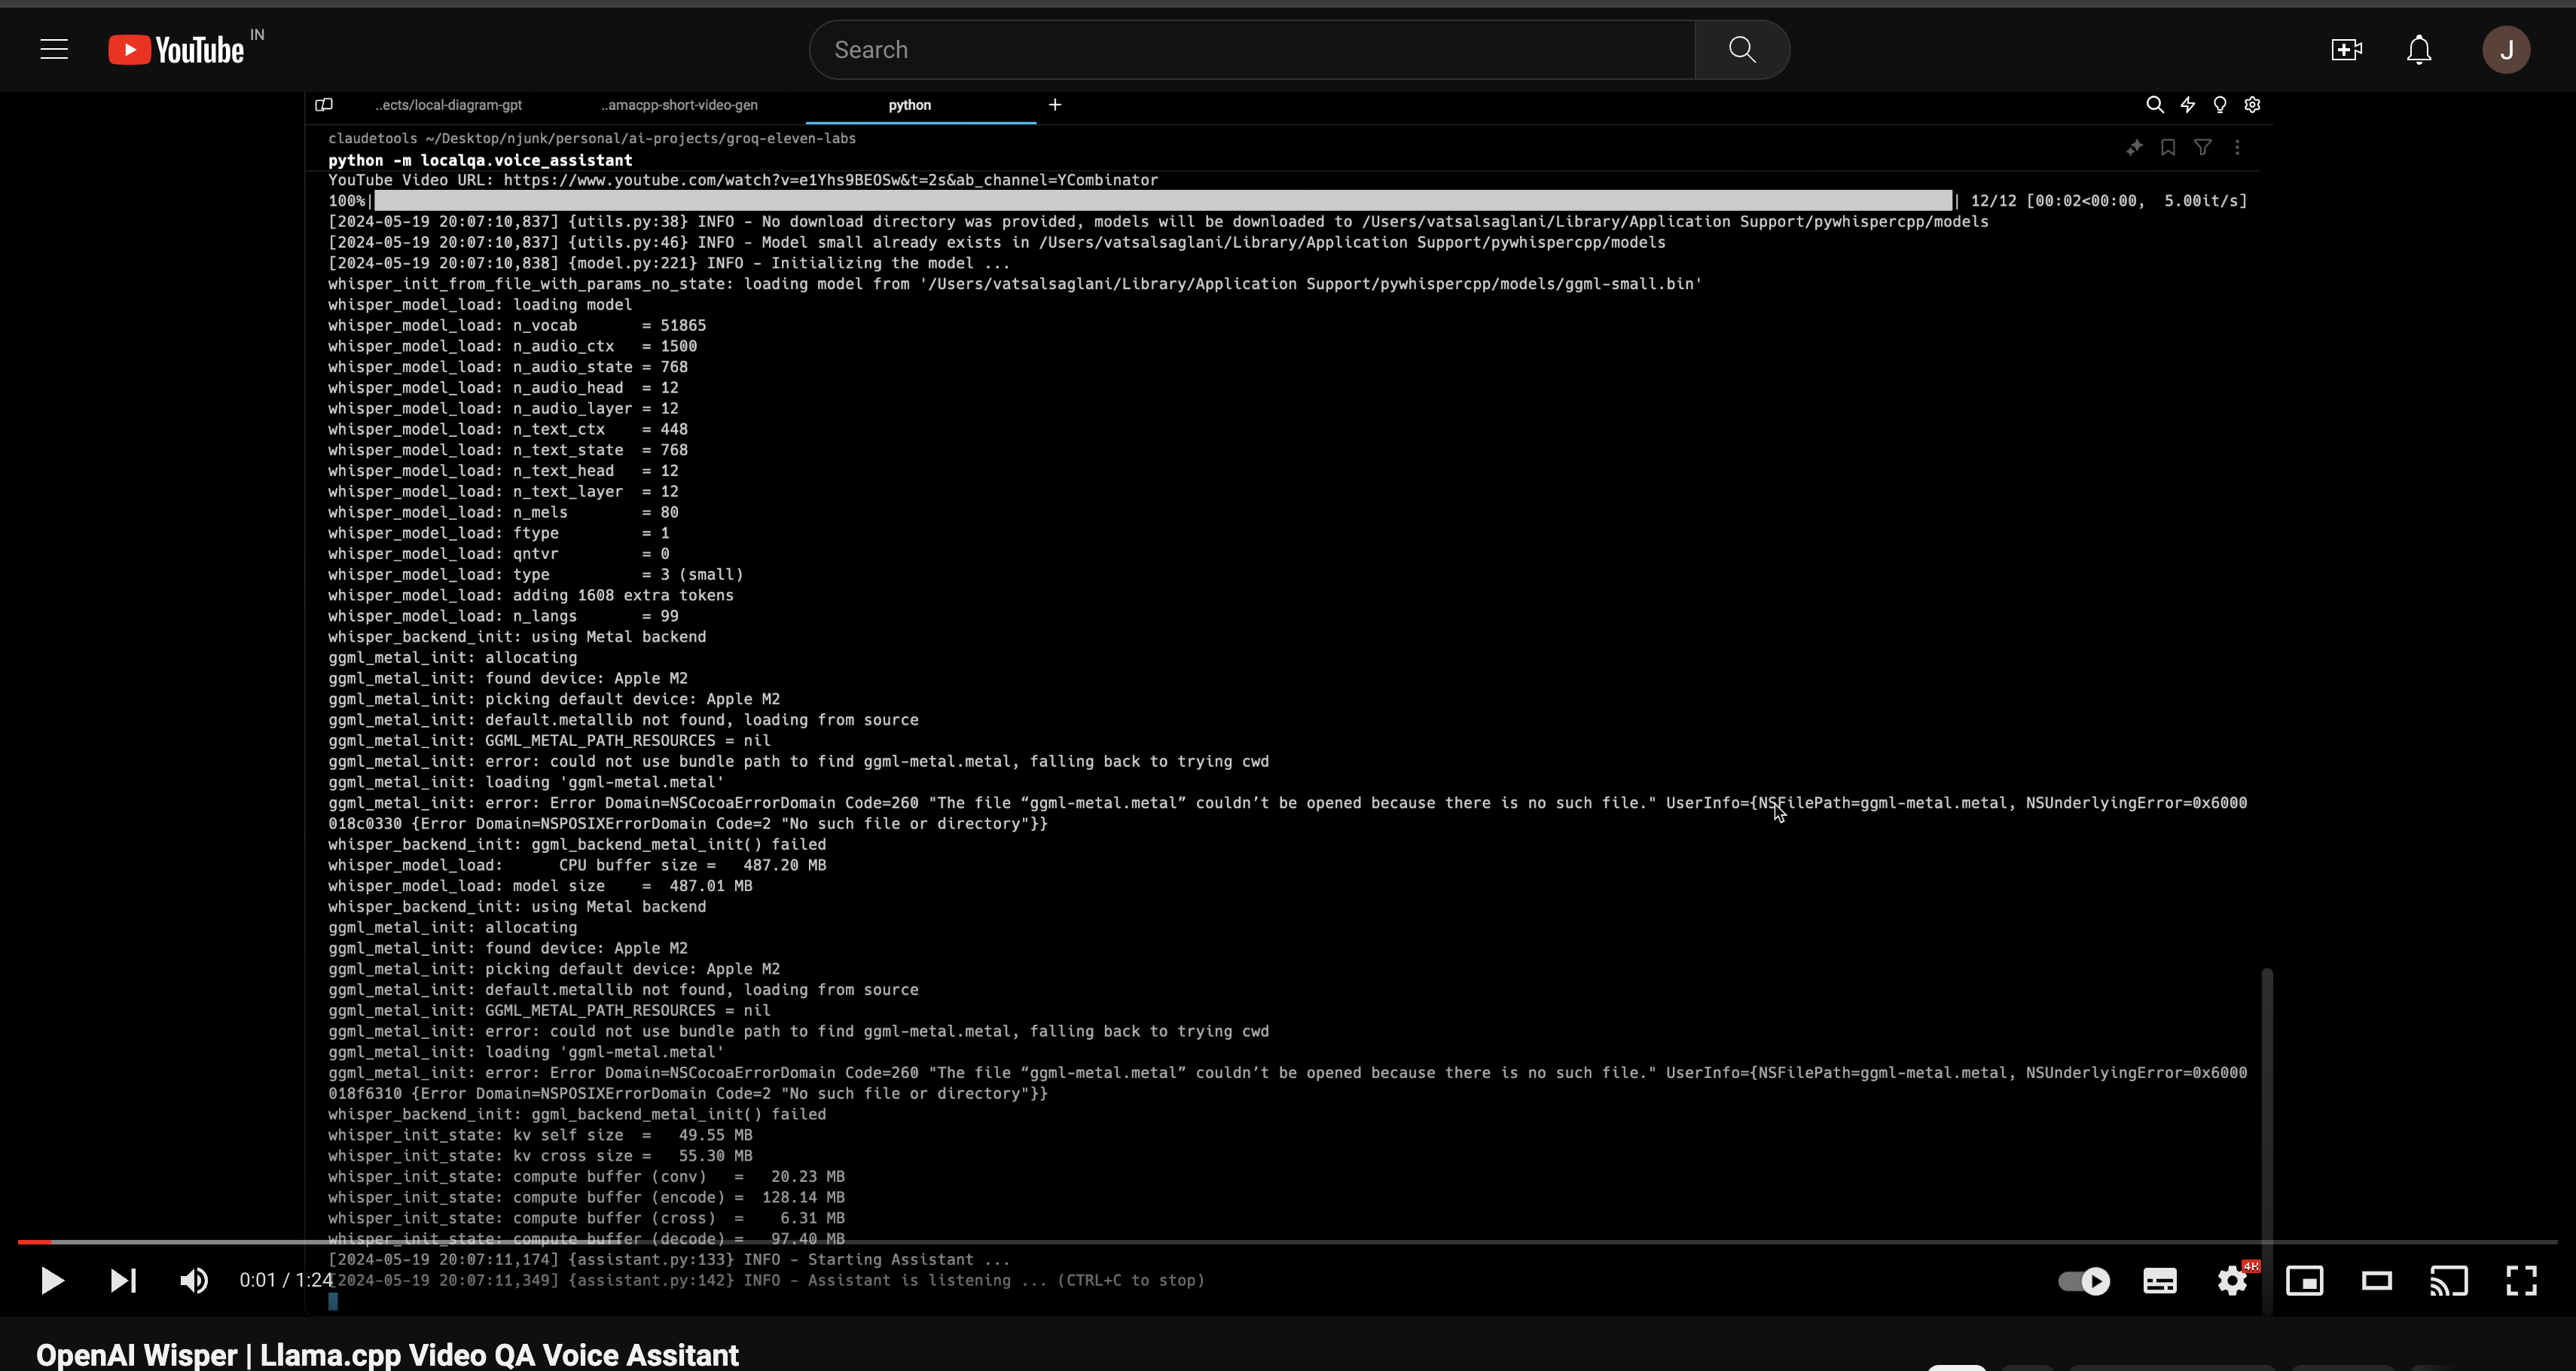 YouTube IN
Search
J
..ects/local-diagram-gpt ..amacpp-short-video-gen python +
claudetools ~/Desktop/njunk/personal/ai-projects/groq-eleven-labs
python -m localqa.voice_assistant
YouTube Video URL: https://www.youtube.com/watch?v=e1Yhs9BEOSw&t=2s&ab_channel=YCombinator
100%| | 12/12 [00:02<00:00, 5.00it/s]
[2024-05-19 20:07:10,837] {utils.py:38} INFO - No download directory was provided, models will be downloaded to /Users/vatsalsaglani/Library/Application Support/pywhispercpp/models
[2024-05-19 20:07:10,837] {utils.py:46} INFO - Model small already exists in /Users/vatsalsaglani/Library/Application Support/pywhispercpp/models
[2024-05-19 20:07:10,838] {model.py:221} INFO - Initializing the model ...
whisper_init_from_file_with_params_no_state: loading model from '/Users/vatsalsaglani/Library/Application Support/pywhispercpp/models/ggml-small.bin'
whisper_model_load: loading model
whisper_model_load: n_vocab = 51865
whisper_model_load: n_audio_ctx = 1500
whisper_model_load: n_audio_state = 768
whisper_model_load: n_audio_head = 12
whisper_model_load: n_audio_layer = 12
whisper_model_load: n_text_ctx = 448
whisper_model_load: n_text_state = 768
whisper_model_load: n_text_head = 12
whisper_model_load: n_text_layer = 12
whisper_model_load: n_mels = 80
whisper_model_load: ftype = 1
whisper_model_load: qntvr = 0
whisper_model_load: type = 3 (small)
whisper_model_load: adding 1608 extra tokens
whisper_model_load: n_langs = 99
whisper_backend_init: using Metal backend
ggml_metal_init: allocating
ggml_metal_init: found device: Apple M2
ggml_metal_init: picking default device: Apple M2
ggml_metal_init: default.metallib not found, loading from source
ggml_metal_init: GGML_METAL_PATH_RESOURCES = nil
ggml_metal_init: error: could not use bundle path to find ggml-metal.metal, falling back to trying cwd
ggml_metal_init: loading 'ggml-metal.metal'
ggml_metal_init: error: Error Domain=NSCocoaErrorDomain Code=260 "The file “ggml-metal.metal” couldn’t be opened because there is no such file." UserInfo={NSFilePath=ggml-metal.metal, NSUnderlyingError=0x6000
018c0330 {Error Domain=NSPOSIXErrorDomain Code=2 "No such file or directory"}}
whisper_backend_init: ggml_backend_metal_init() failed
whisper_model_load: CPU buffer size = 487.20 MB
whisper_model_load: model size = 487.01 MB
whisper_backend_init: using Metal backend
ggml_metal_init: allocating
ggml_metal_init: found device: Apple M2
ggml_metal_init: picking default device: Apple M2
ggml_metal_init: default.metallib not found, loading from source
ggml_metal_init: GGML_METAL_PATH_RESOURCES = nil
ggml_metal_init: error: could not use bundle path to find ggml-metal.metal, falling back to trying cwd
ggml_metal_init: loading 'ggml-metal.metal'
ggml_metal_init: error: Error Domain=NSCocoaErrorDomain Code=260 "The file “ggml-metal.metal” couldn’t be opened because there is no such file." UserInfo={NSFilePath=ggml-metal.metal, NSUnderlyingError=0x6000
018f6310 {Error Domain=NSPOSIXErrorDomain Code=2 "No such file or directory"}}
whisper_backend_init: ggml_backend_metal_init() failed
whisper_init_state: kv self size = 49.55 MB
whisper_init_state: kv cross size = 55.30 MB
whisper_init_state: compute buffer (conv) = 20.23 MB
whisper_init_state: compute buffer (encode) = 128.14 MB
whisper_init_state: compute buffer (cross) = 6.31 MB
whisper_init_state: compute buffer (decode) = 97.40 MB
[2024-05-19 20:07:11,174] {assistant.py:133} INFO - Starting Assistant ...
0:01 / 1:24
[2024-05-19 20:07:11,349] {assistant.py:142} INFO - Assistant is listening ... (CTRL+C to stop)
4K
OpenAI Wisper | Llama.cpp Video QA Voice Assitant